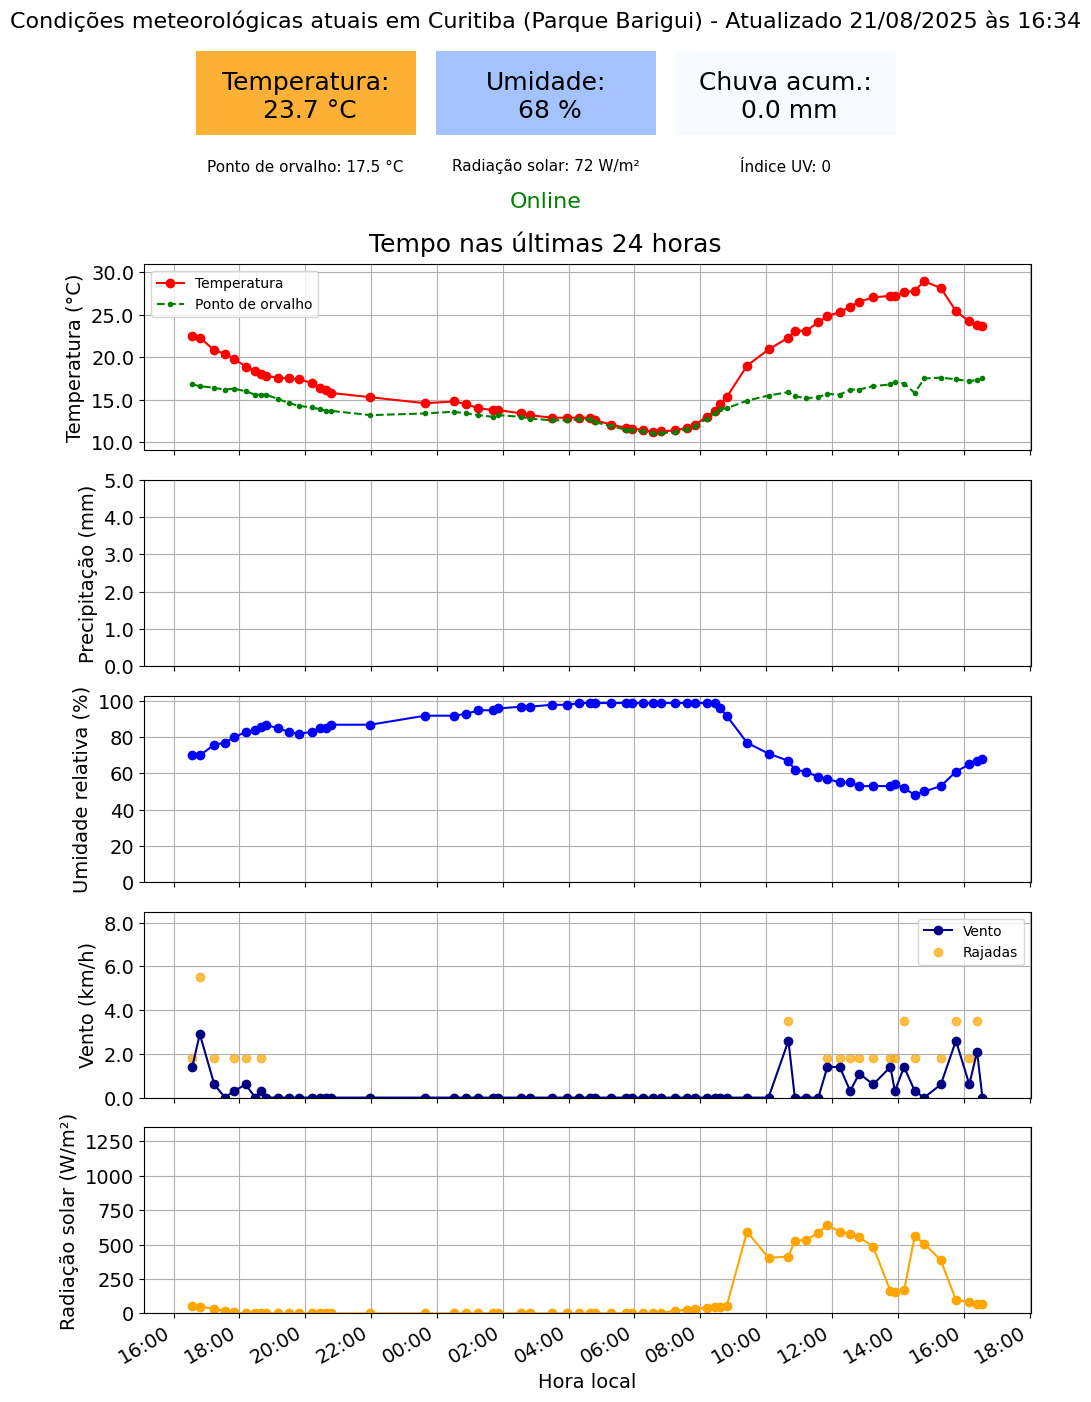 Condições meteorológicas atuais em Curitiba (Parque Barigui) - Atualizado 21/08/2025 às 16:34
Temperatura:
23.7 °C
Umidade:
68 %
Chuva acum.:
0.0 mm
Ponto de orvalho: 17.5 °C
Radiação solar: 72 W/m²
Índice UV: 0
Online
Tempo nas últimas 24 horas
Temperatura (°C)
30.0
25.0
20.0
15.0
10.0
Temperatura
Ponto de orvalho
Precipitação (mm)
5.0
4.0
3.0
2.0
1.0
0.0
Umidade relativa (%)
100
80
60
40
20
0
Vento (km/h)
8.0
6.0
4.0
2.0
0.0
Vento
Rajadas
Radiação solar (W/m²)
1250
1000
750
500
250
0
16:00
18:00
20:00
22:00
00:00
02:00
04:00
06:00
08:00
10:00
12:00
14:00
16:00
18:00
Hora local